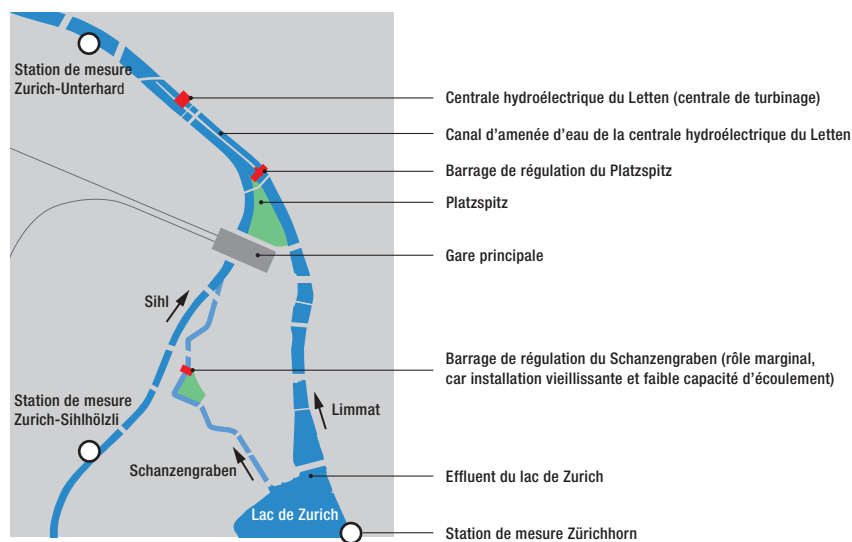 Station de mesure
Zurich-Unterhard
Centrale hydroélectrique du Letten (centrale de turbinage)
Canal d'amenée d'eau de la centrale hydroélectrique du Letten
Barrage de régulation du Platzspitz
Platzspitz
Gare principale
Sihl
Barrage de régulation du Schanzengraben (rôle marginal,
car installation vieillissante et faible capacité d'écoulement)
Station de mesure
Zurich-Sihlhölzli
Limmat
Schanzengraben
Effluent du lac de Zurich
Lac de Zurich
Station de mesure Zürichhorn